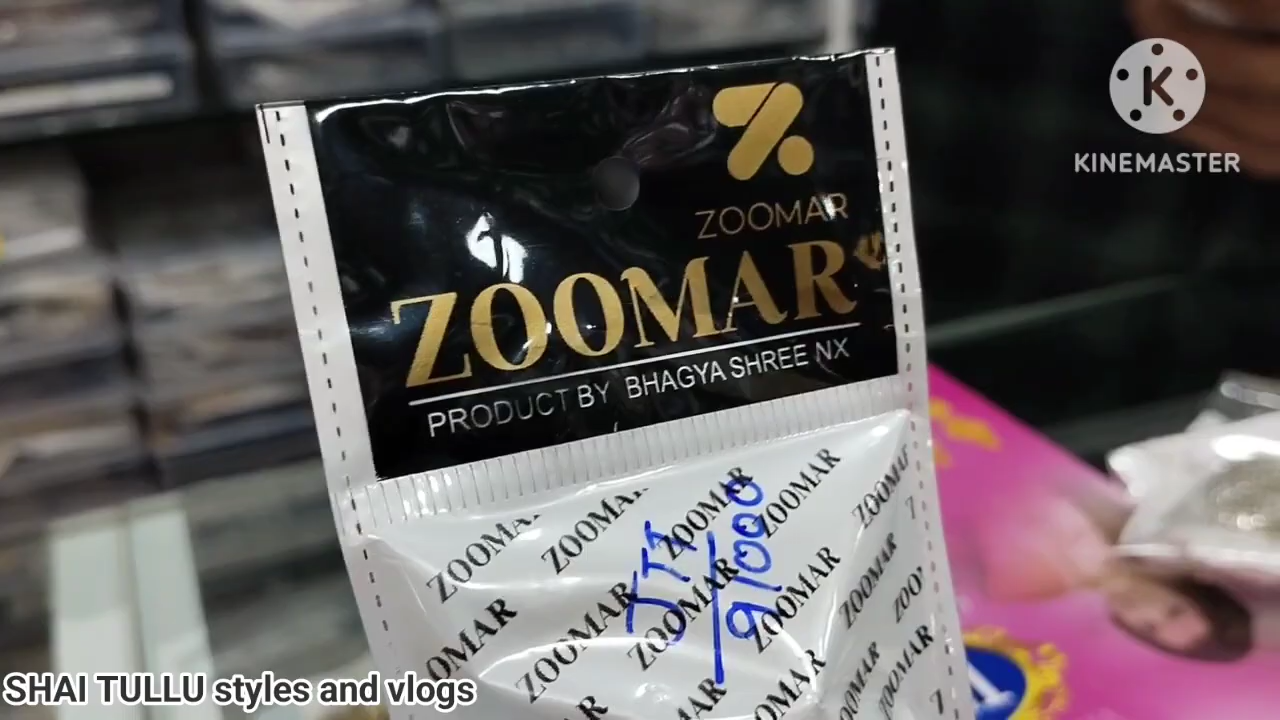 KINEMASTER
ZOOMAR
ZOOMAR
PRODUCT BY BHAGYA SHREE NX
ZOOMAR ZOOMAR
ZOOMAR ZOOMAR ZOOMAR ZOOMAR
ZOOMAR
SHAI TULLU styles and vlogs